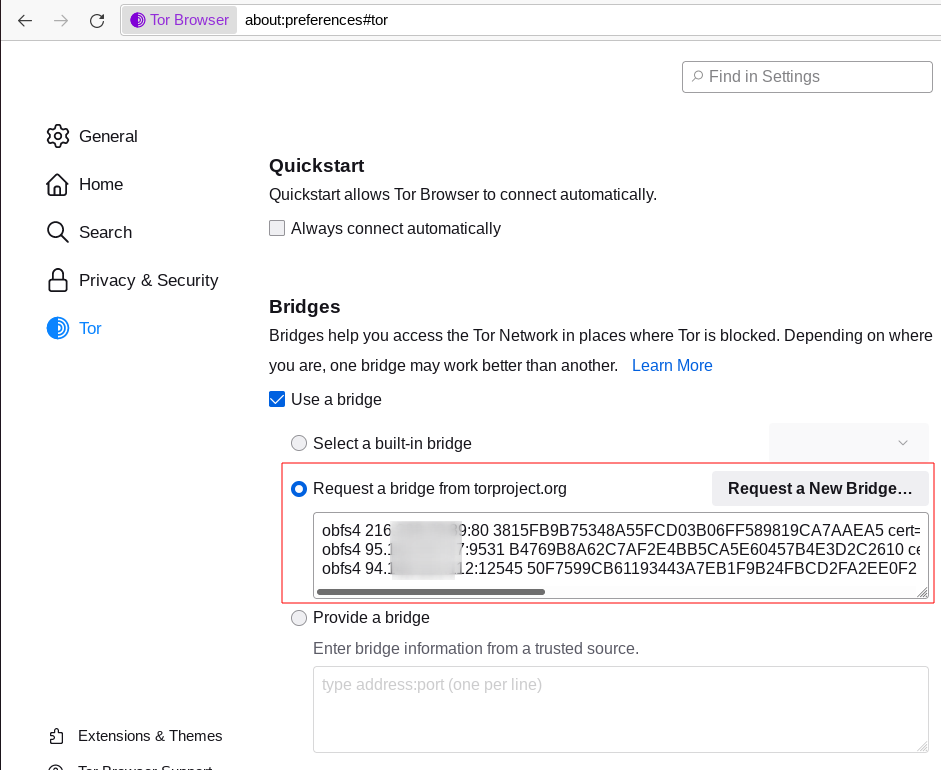 Tor Browser about:preferences#tor
Find in Settings
General
Home
Search
Privacy & Security
Tor
Quickstart
Quickstart allows Tor Browser to connect automatically.
Always connect automatically
Bridges
Bridges help you access the Tor Network in places where Tor is blocked. Depending on where
you are, one bridge may work better than another. Learn More
Use a bridge
Select a built-in bridge
Request a bridge from torproject.org Request a New Bridge…
obfs4 216 9:80 3815FB9B75348A55FCD03B06FF589819CA7AAEA5 cert=
obfs4 95.1 7:9531 B4769B8A62C7AF2E4BB5CA5E60457B4E3D2C2610 ce
obfs4 94.1 12:12545 50F7599CB61193443A7EB1F9B24FBCD2FA2EE0F2
Provide a bridge
Enter bridge information from a trusted source.
type address:port (one per line)
Extensions & Themes
Tor Browser Support